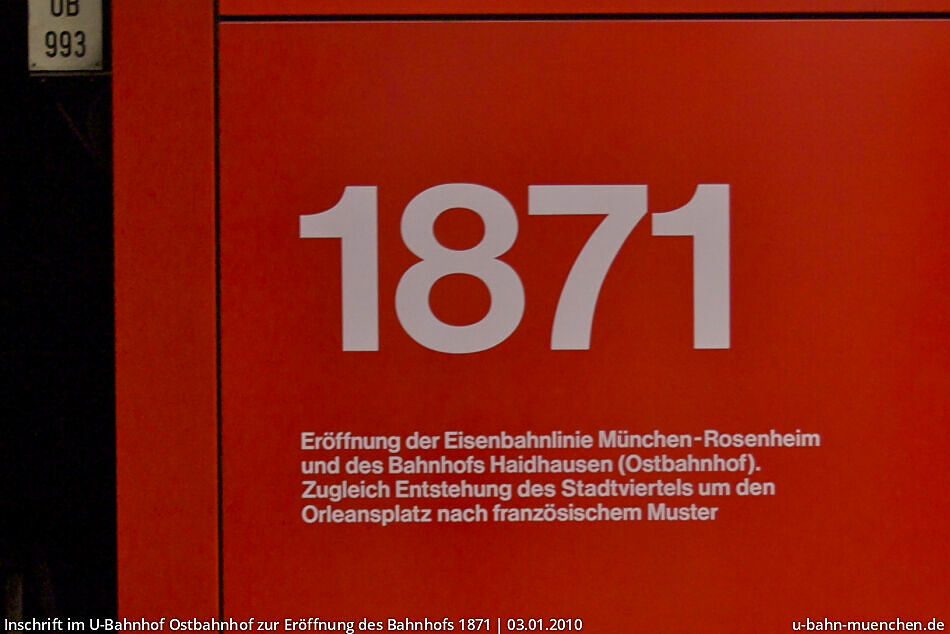 UB
993
1871
Eröffnung der Eisenbahnlinie München-Rosenheim
und des Bahnhofs Haidhausen (Ostbahnhof).
Zugleich Entstehung des Stadtviertels um den
Orleansplatz nach französischem Muster
Inschrift im U-Bahnhof Ostbahnhof zur Eröffnung des Bahnhofs 1871 | 03.01.2010
u-bahn-muenchen.de